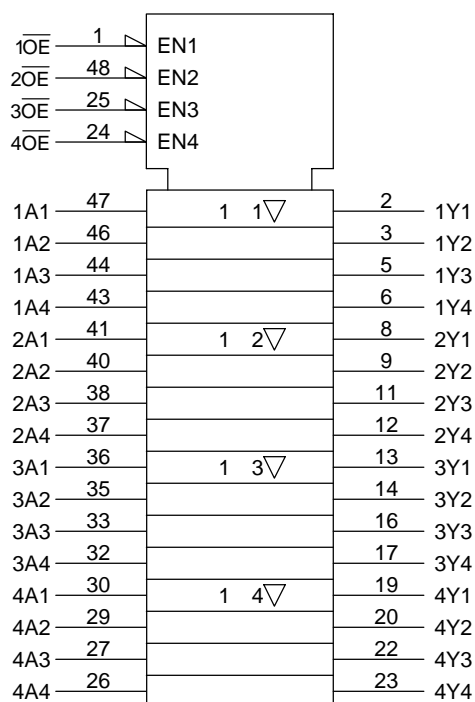 1OE 1 EN1
2OE 48 EN2
3OE 25 EN3
4OE 24 EN4
1A1 47 1 1 2 1Y1
1A2 46 3 1Y2
1A3 44 5 1Y3
1A4 43 6 1Y4
2A1 41 1 2 8 2Y1
2A2 40 9 2Y2
2A3 38 11 2Y3
2A4 37 12 2Y4
3A1 36 1 3 13 3Y1
3A2 35 14 3Y2
3A3 33 16 3Y3
3A4 32 17 3Y4
4A1 30 1 4 19 4Y1
4A2 29 20 4Y2
4A3 27 22 4Y3
4A4 26 23 4Y4